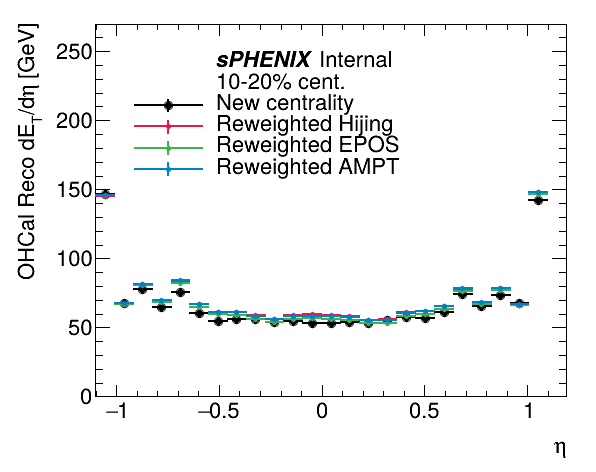 OHCal Reco dE_T/dη [GeV]
250
200
150
100
50
0
sPHENIX Internal
10-20% cent.
New centrality
Reweighted Hijing
Reweighted EPOS
Reweighted AMPT
−1
−0.5
0
0.5
1
η